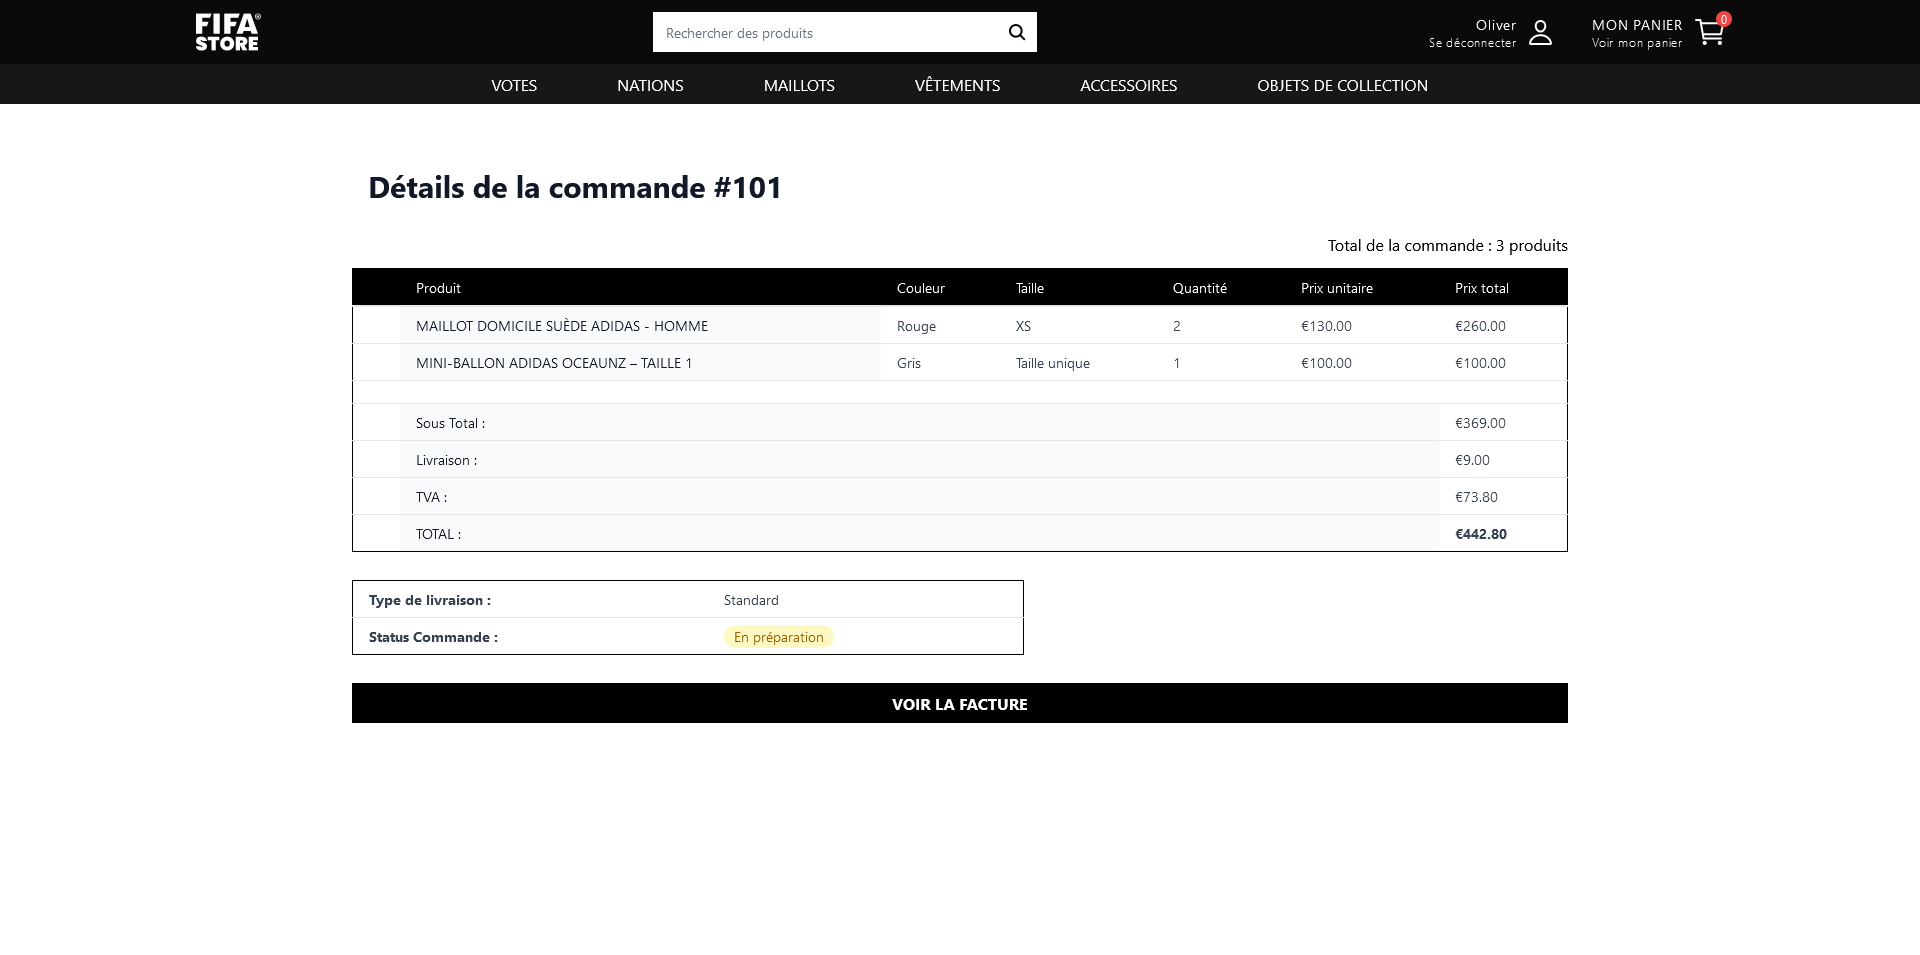 FIFA®
STORE
Rechercher des produits
Oliver
Se déconnecter
MON PANIER
Voir mon panier
0
VOTES NATIONS MAILLOTS VÊTEMENTS ACCESSOIRES OBJETS DE COLLECTION
Détails de la commande #101
Total de la commande : 3 produits
Produit Couleur Taille Quantité Prix unitaire Prix total
MAILLOT DOMICILE SUÈDE ADIDAS - HOMME Rouge XS 2 €130.00 €260.00
MINI-BALLON ADIDAS OCEAUNZ – TAILLE 1 Gris Taille unique 1 €100.00 €100.00
Sous Total : €369.00
Livraison : €9.00
TVA : €73.80
TOTAL : €442.80
Type de livraison : Standard
Status Commande : En préparation
VOIR LA FACTURE